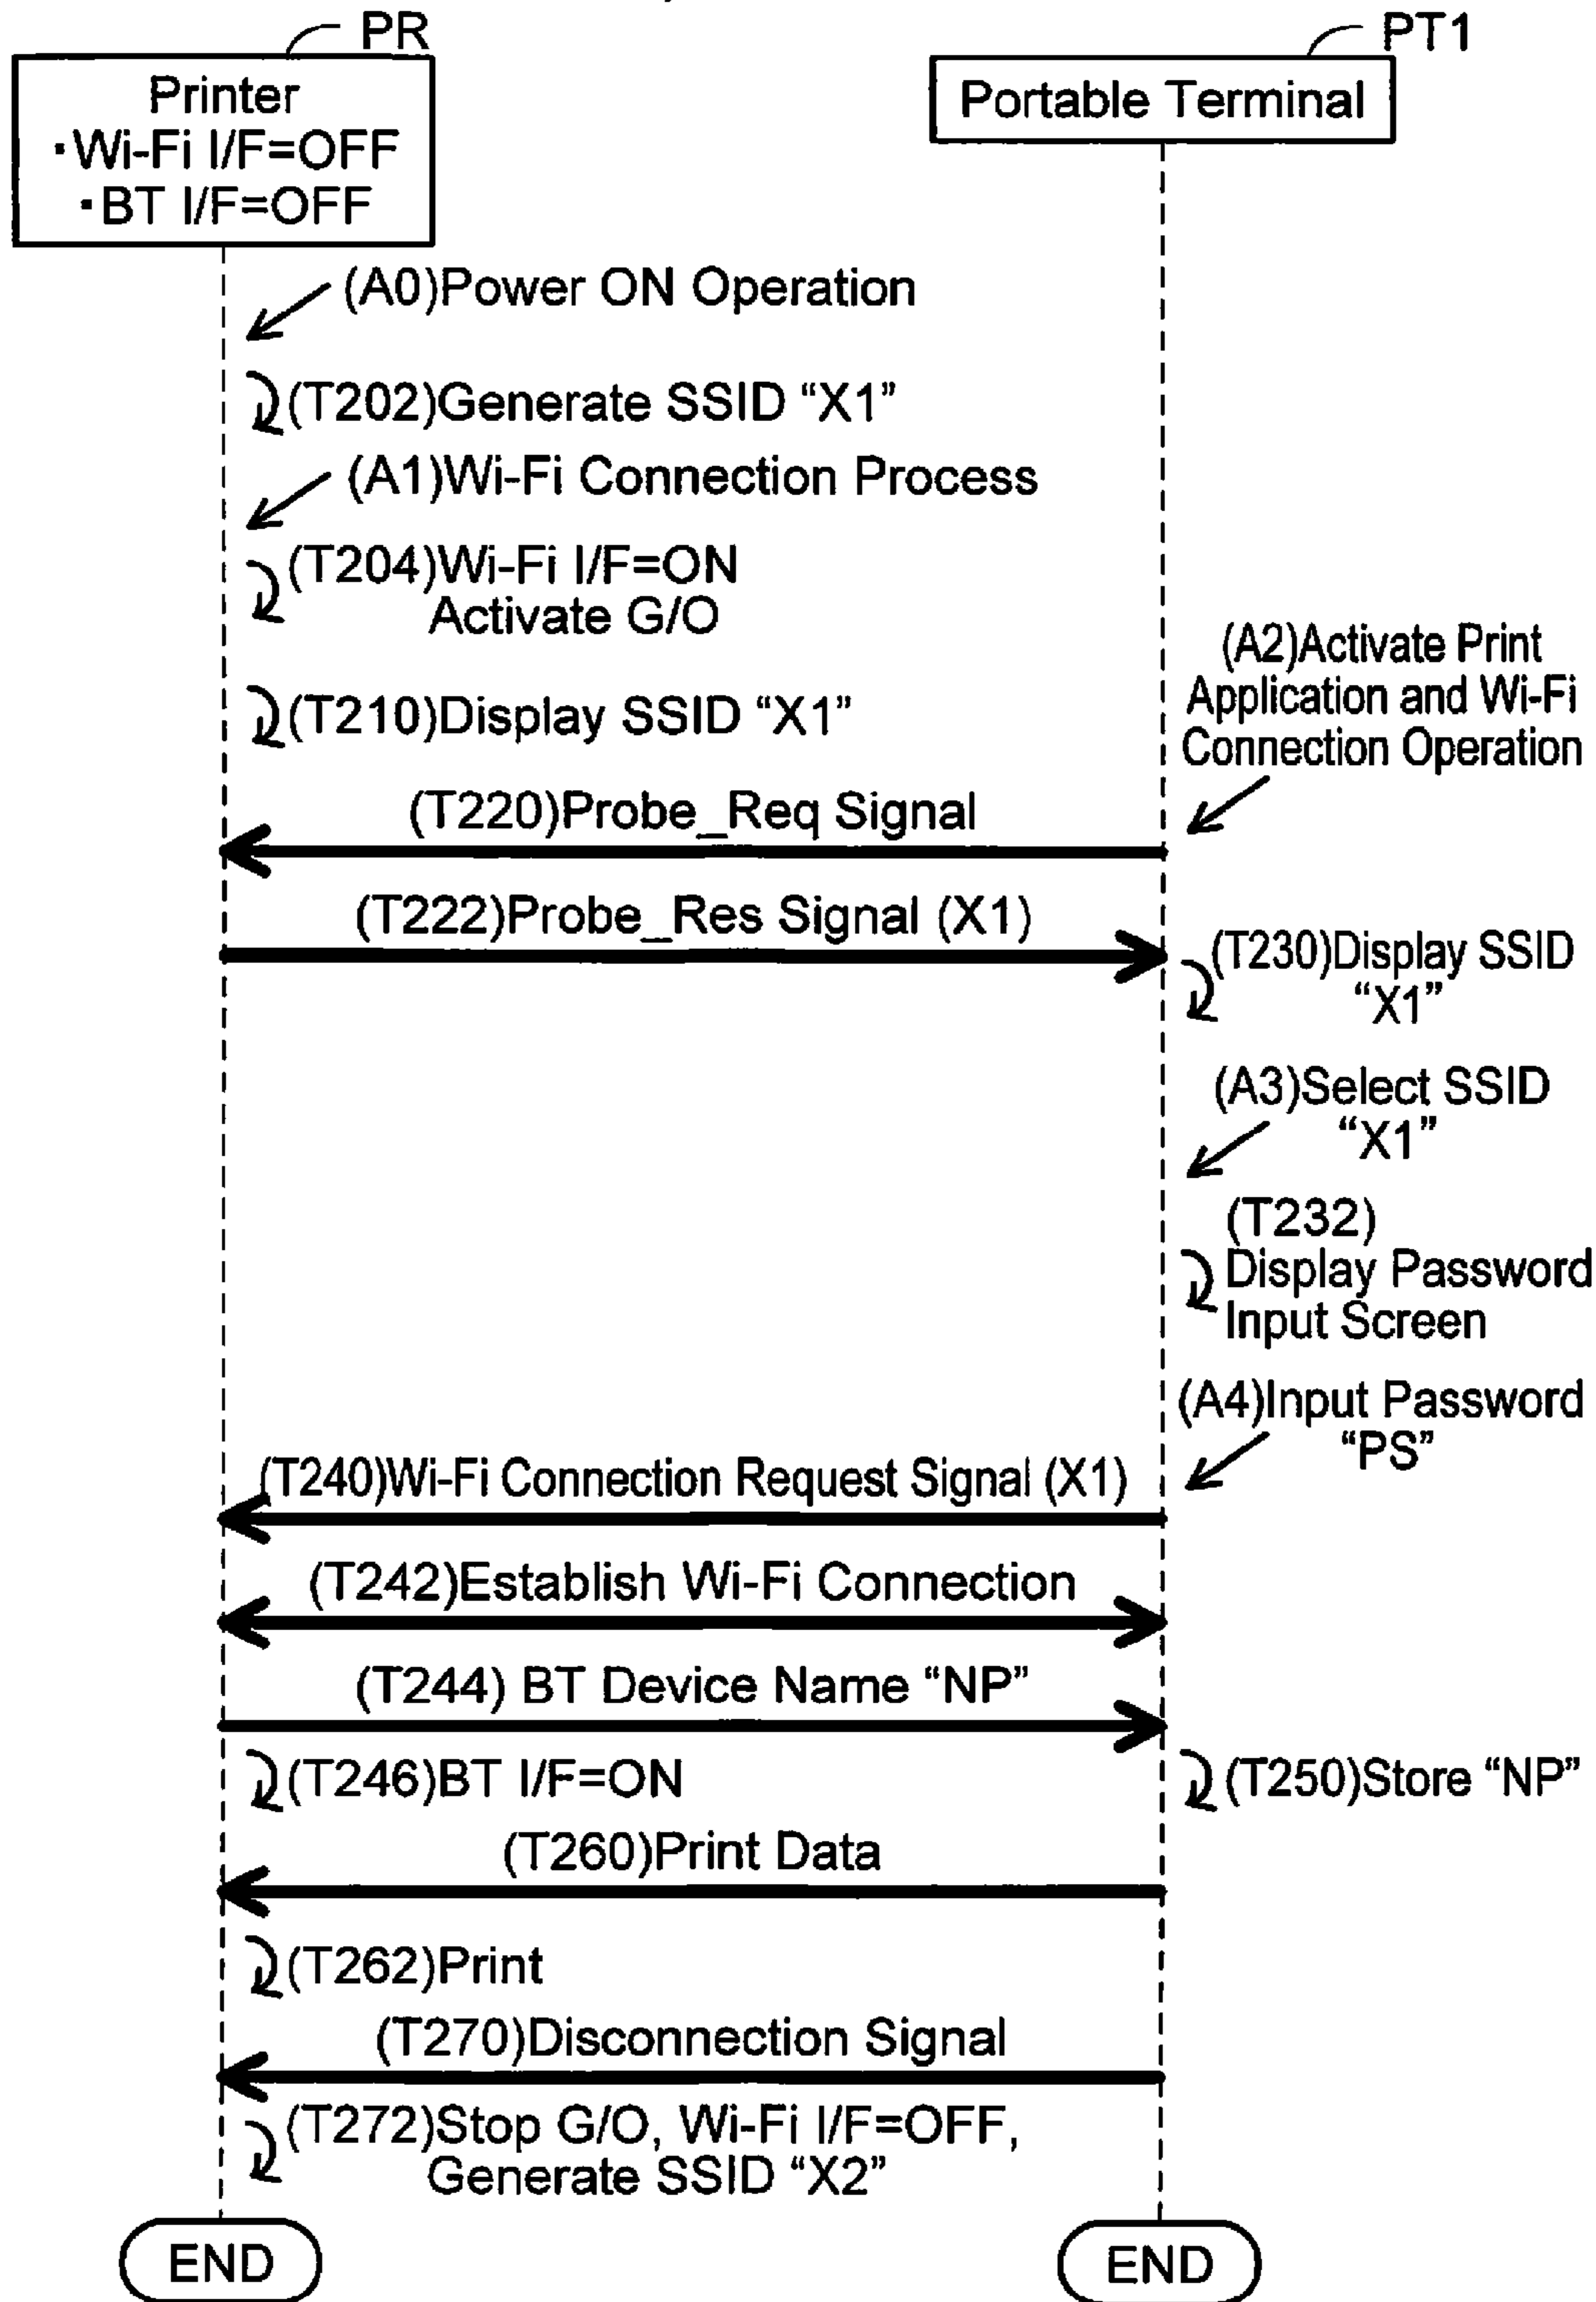 PR
PT1
Printer
·Wi-Fi I/F=OFF
·BT I/F=OFF
Portable Terminal
(A0)Power ON Operation
(T202)Generate SSID “X1”
(A1)Wi-Fi Connection Process
(T204)Wi-Fi I/F=ON
Activate G/O
(A2)Activate Print
Application and Wi-Fi
Connection Operation
(T210)Display SSID “X1”
(T220)Probe_Req Signal
(T222)Probe_Res Signal (X1)
(T230)Display SSID
“X1”
(A3)Select SSID
“X1”
(T232)
Display Password
Input Screen
(A4)Input Password
“PS”
(T240)Wi-Fi Connection Request Signal (X1)
(T242)Establish Wi-Fi Connection
(T244) BT Device Name “NP”
(T246)BT I/F=ON
(T250)Store “NP”
(T260)Print Data
(T262)Print
(T270)Disconnection Signal
(T272)Stop G/O, Wi-Fi I/F=OFF,
Generate SSID “X2”
END
END